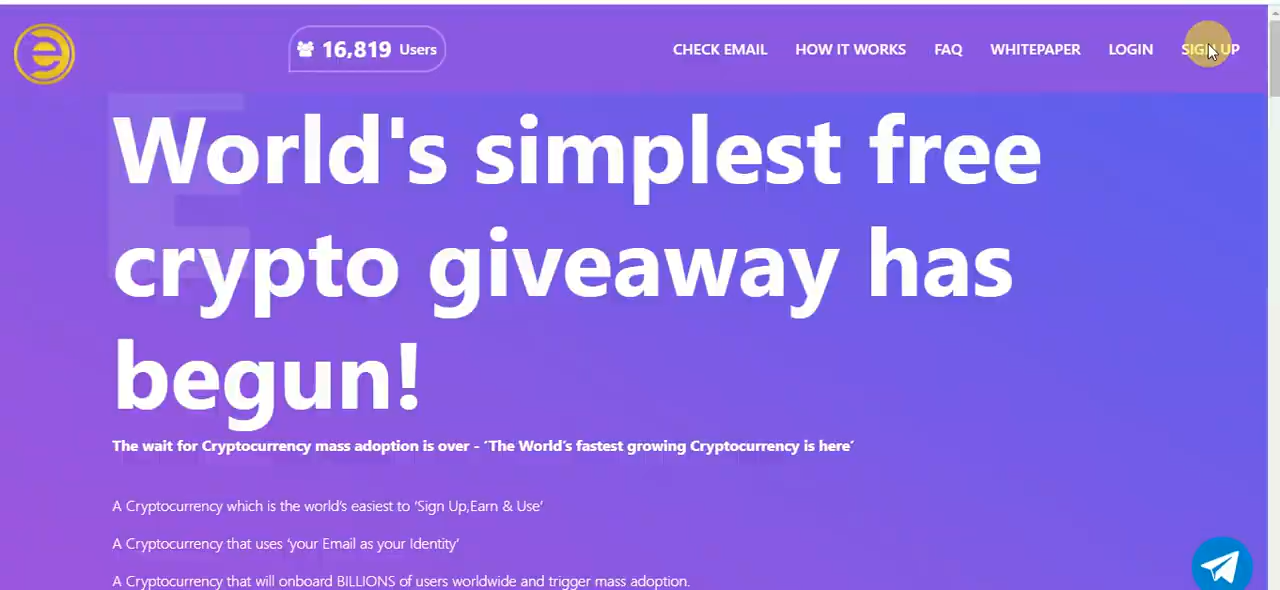 16,819 Users
CHECK EMAIL HOW IT WORKS FAQ WHITEPAPER LOGIN SIGN UP
World's simplest free
crypto giveaway has
begun!
The wait for Cryptocurrency mass adoption is over - ‘The World’s fastest growing Cryptocurrency is here’
A Cryptocurrency which is the world’s easiest to ‘Sign Up,Earn & Use’
A Cryptocurrency that uses ‘your Email as your Identity’
A Cryptocurrency that will onboard BILLIONS of users worldwide and trigger mass adoption.